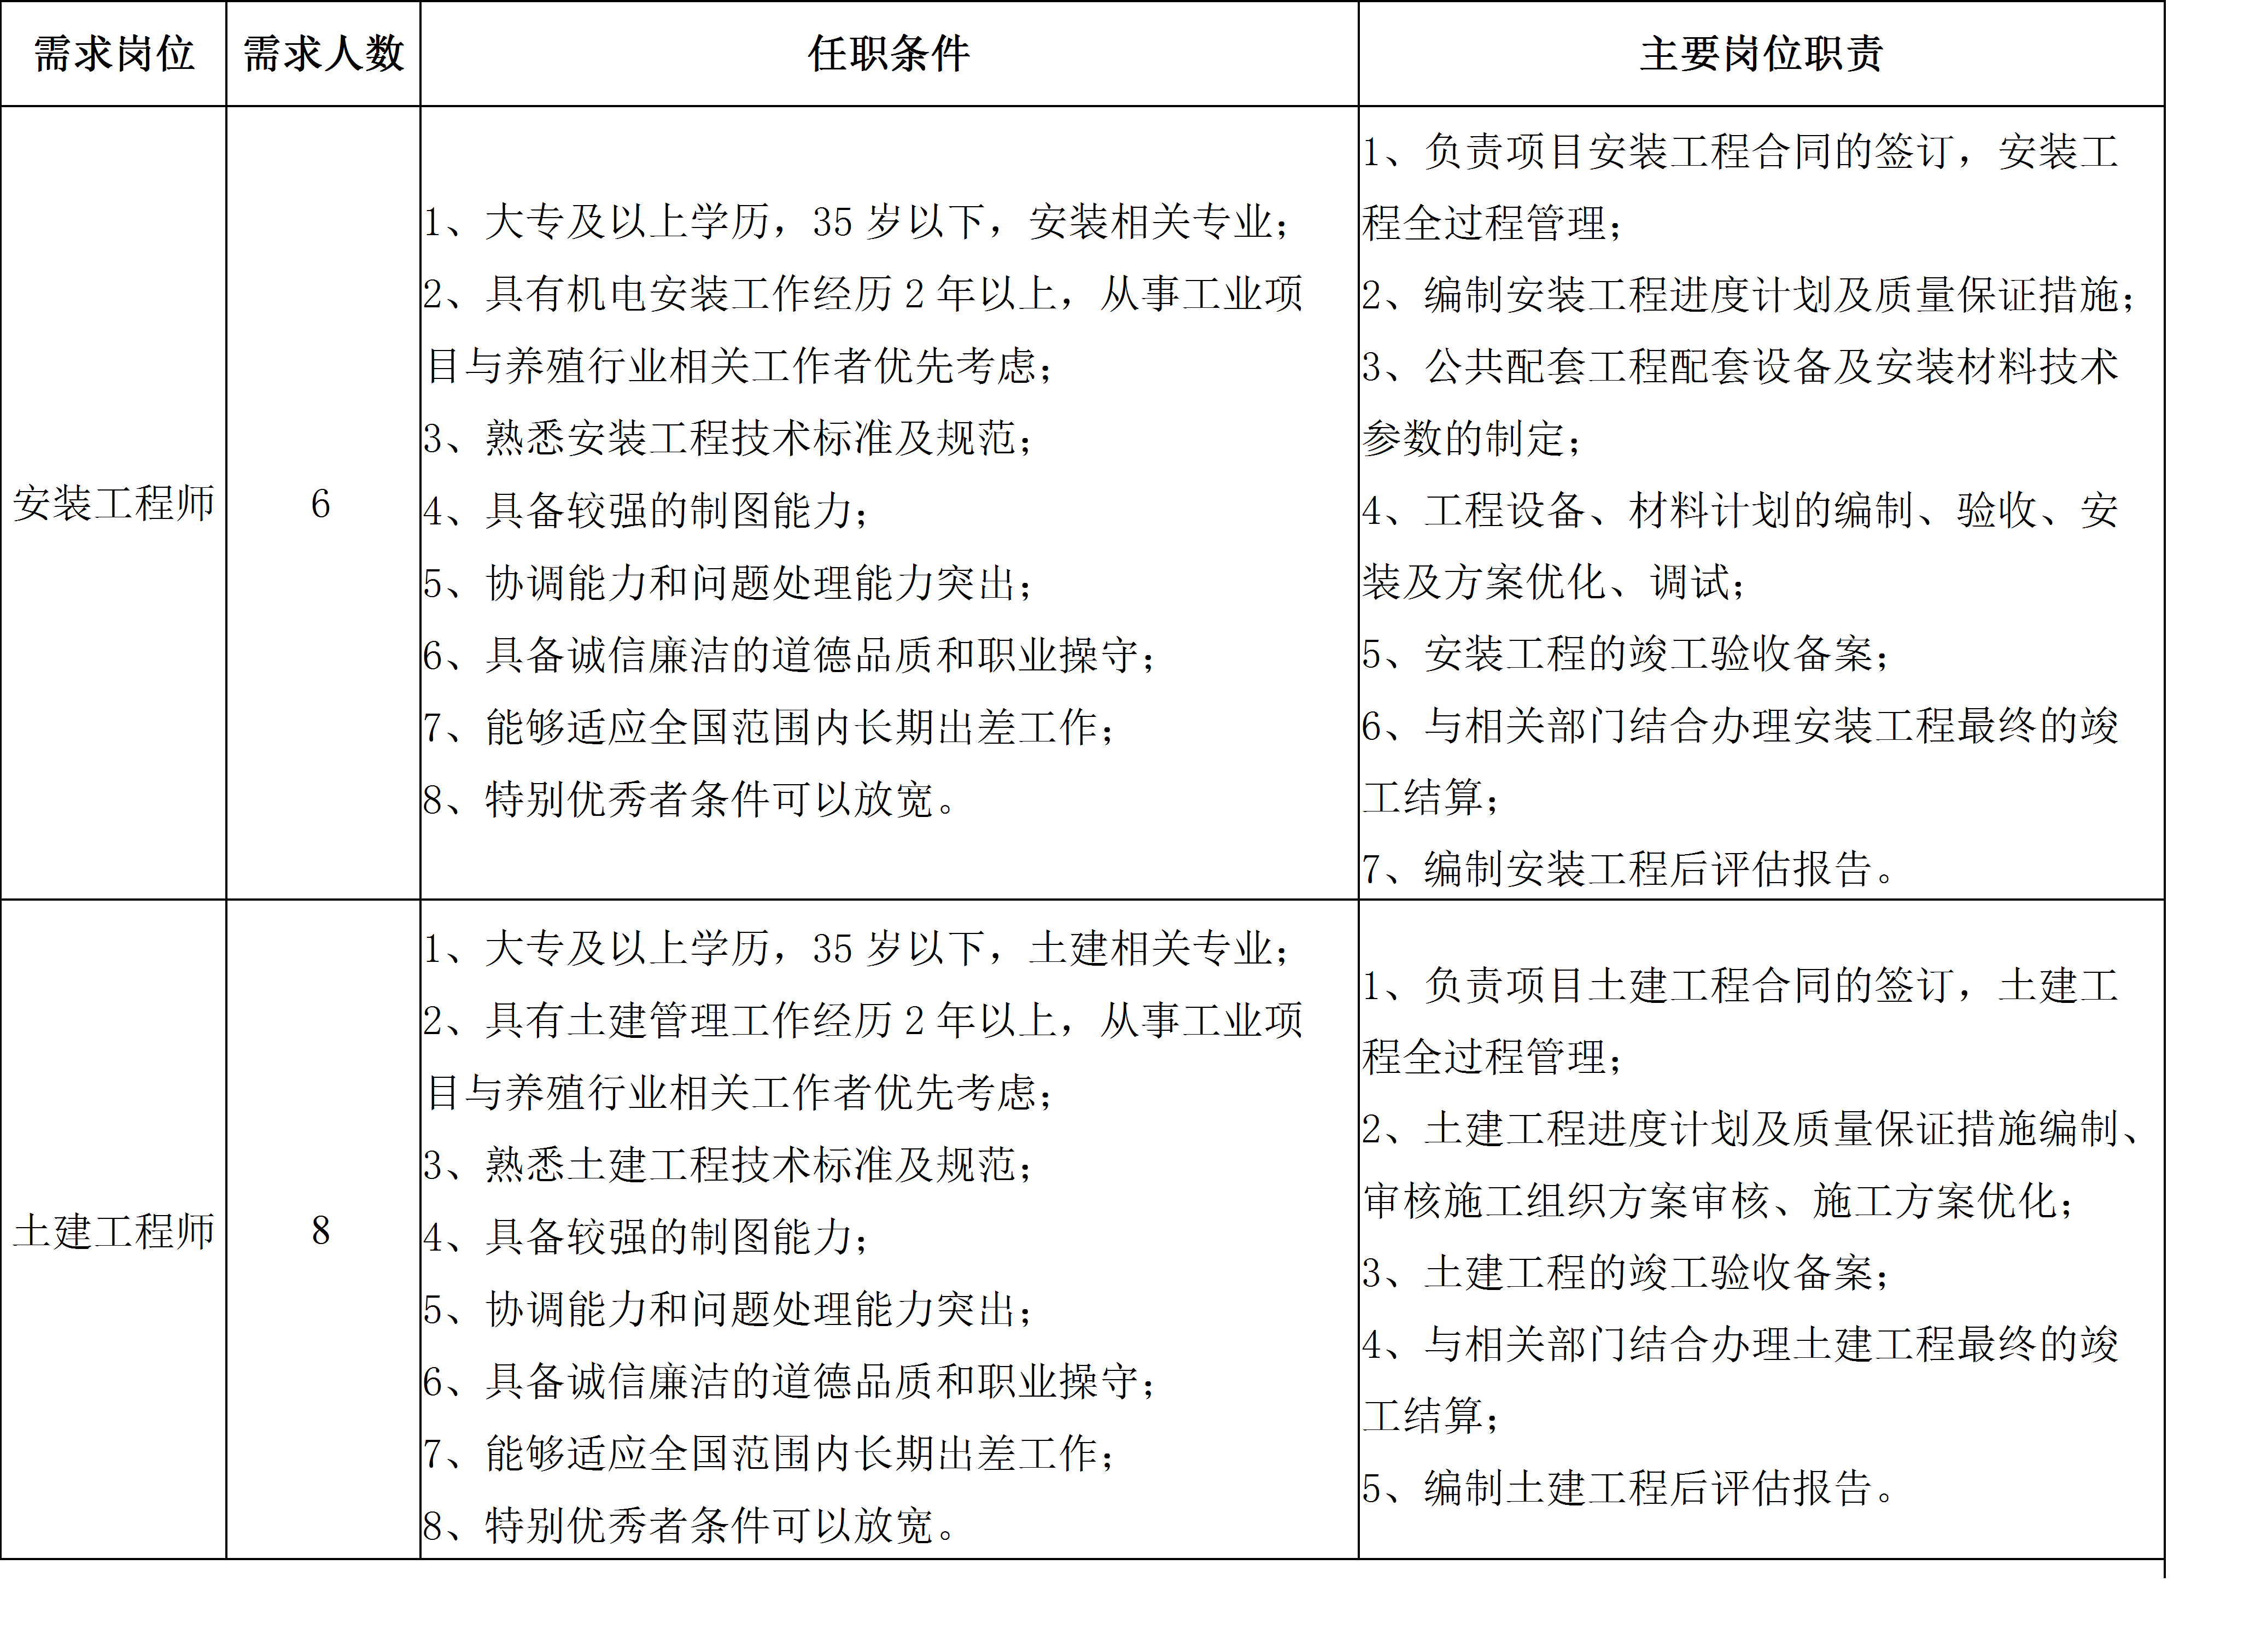 需求岗位
需求人数
任职条件
主要岗位职责
安装工程师
6
1、大专及以上学历，35 岁以下，安装相关专业；
2、具有机电安装工作经历 2 年以上，从事工业项
目与养殖行业相关工作者优先考虑；
3、熟悉安装工程技术标准及规范；
4、具备较强的制图能力；
5、协调能力和问题处理能力突出；
6、具备诚信廉洁的道德品质和职业操守；
7、能够适应全国范围内长期出差工作；
8、特别优秀者条件可以放宽。
1、负责项目安装工程合同的签订，安装工
程全过程管理；
2、编制安装工程进度计划及质量保证措施；
3、公共配套工程配套设备及安装材料技术
参数的制定；
4、工程设备、材料计划的编制、验收、安
装及方案优化、调试；
5、安装工程的竣工验收备案；
6、与相关部门结合办理安装工程最终的竣
工结算；
7、编制安装工程后评估报告。
土建工程师
8
1、大专及以上学历，35 岁以下，土建相关专业；
2、具有土建管理工作经历 2 年以上，从事工业项
目与养殖行业相关工作者优先考虑；
3、熟悉土建工程技术标准及规范；
4、具备较强的制图能力；
5、协调能力和问题处理能力突出；
6、具备诚信廉洁的道德品质和职业操守；
7、能够适应全国范围内长期出差工作；
8、特别优秀者条件可以放宽。
1、负责项目土建工程合同的签订，土建工
程全过程管理；
2、土建工程进度计划及质量保证措施编制、
审核施工组织方案审核、施工方案优化；
3、土建工程的竣工验收备案；
4、与相关部门结合办理土建工程最终的竣
工结算；
5、编制土建工程后评估报告。